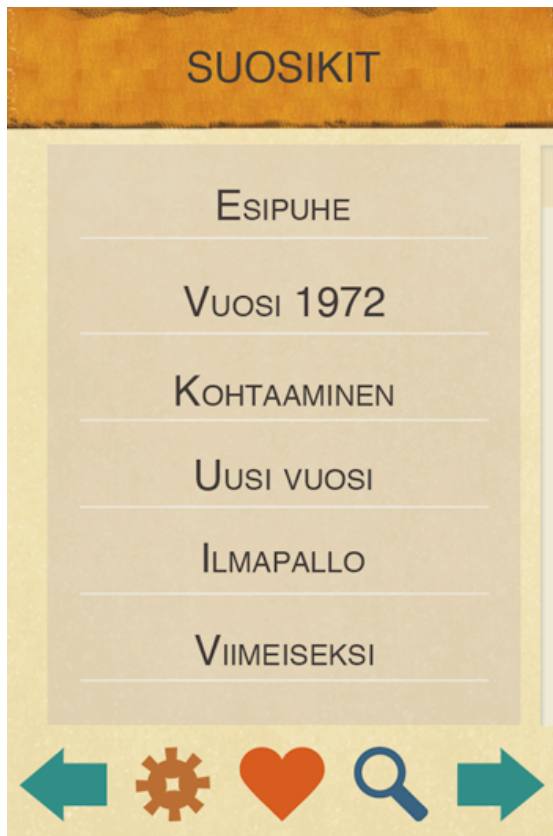 SUOSIKIT
Esipuhe
Vuosi 1972
Kohtaaminen
Uusi vuosi
Ilmapallo
Viimeiseksi